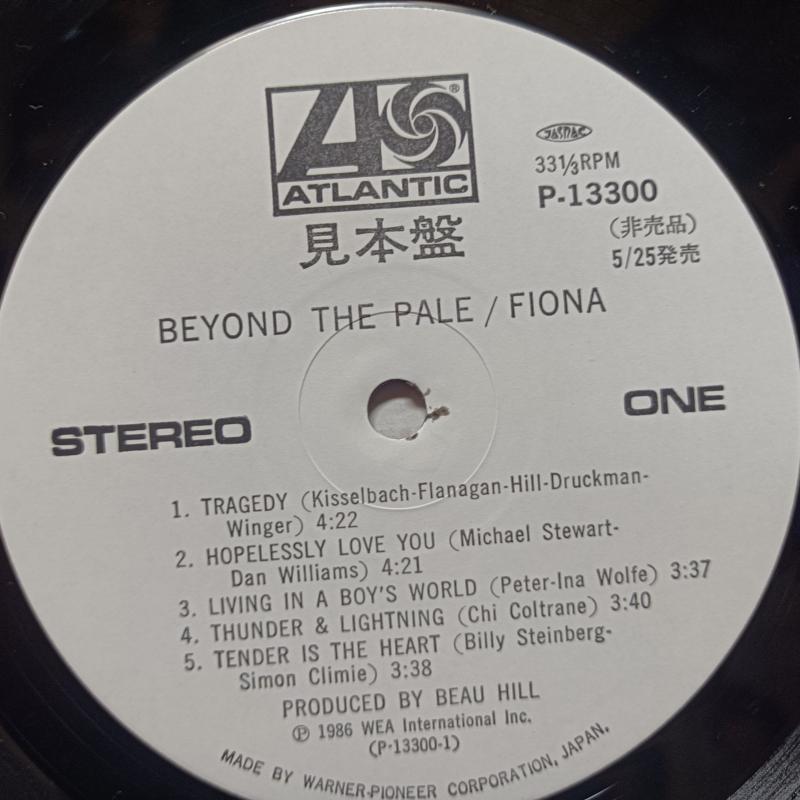 ATLANTIC®
見本盤
JASRAC
33⅓RPM
P-13300
(非売品)
5/25発売
BEYOND THE PALE / FIONA
STEREO
ONE
1. TRAGEDY (Kisselbach-Flanagan-Hill-Druckman-
Winger) 4:22
2. HOPELESSLY LOVE YOU (Michael Stewart-
Dan Williams) 4:21
3. LIVING IN A BOY'S WORLD (Peter-Ina Wolfe) 3:37
4. THUNDER & LIGHTNING (Chi Coltrane) 3:40
5. TENDER IS THE HEART (Billy Steinberg-
Simon Climie) 3:38
PRODUCED BY BEAU HILL
℗ 1986 WEA International Inc.
(P-13300-1)
MADE BY WARNER-PIONEER CORPORATION, JAPAN.